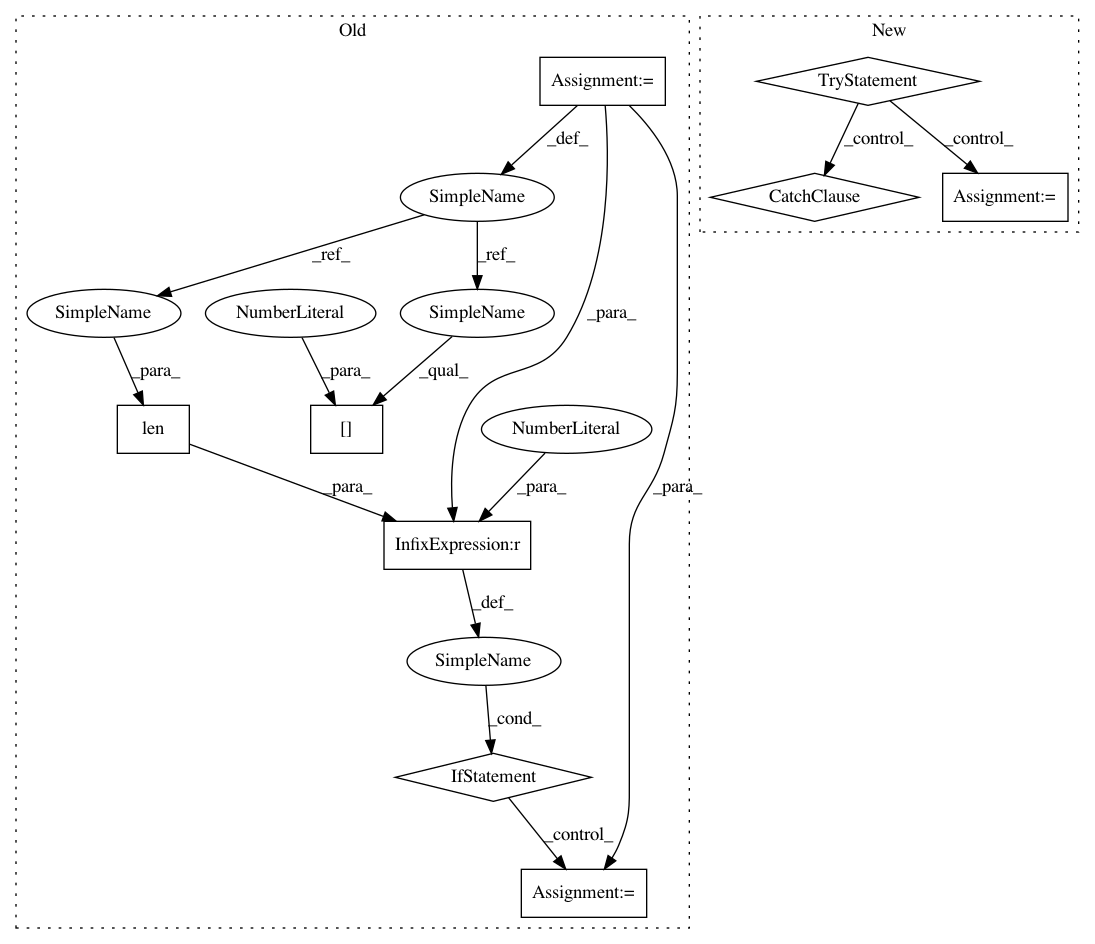 Old
New
Assignment:=
TryStatement
_def_
_control_
_control_
SimpleName
CatchClause
Assignment:=
_ref_
_ref_
SimpleName
NumberLiteral
SimpleName
_para_
_para_
_para_
_qual_
len
[]
NumberLiteral
_para_
_para_
_para_
InfixExpression:r
_def_
SimpleName
_cond_
IfStatement
_control_
Assignment:=